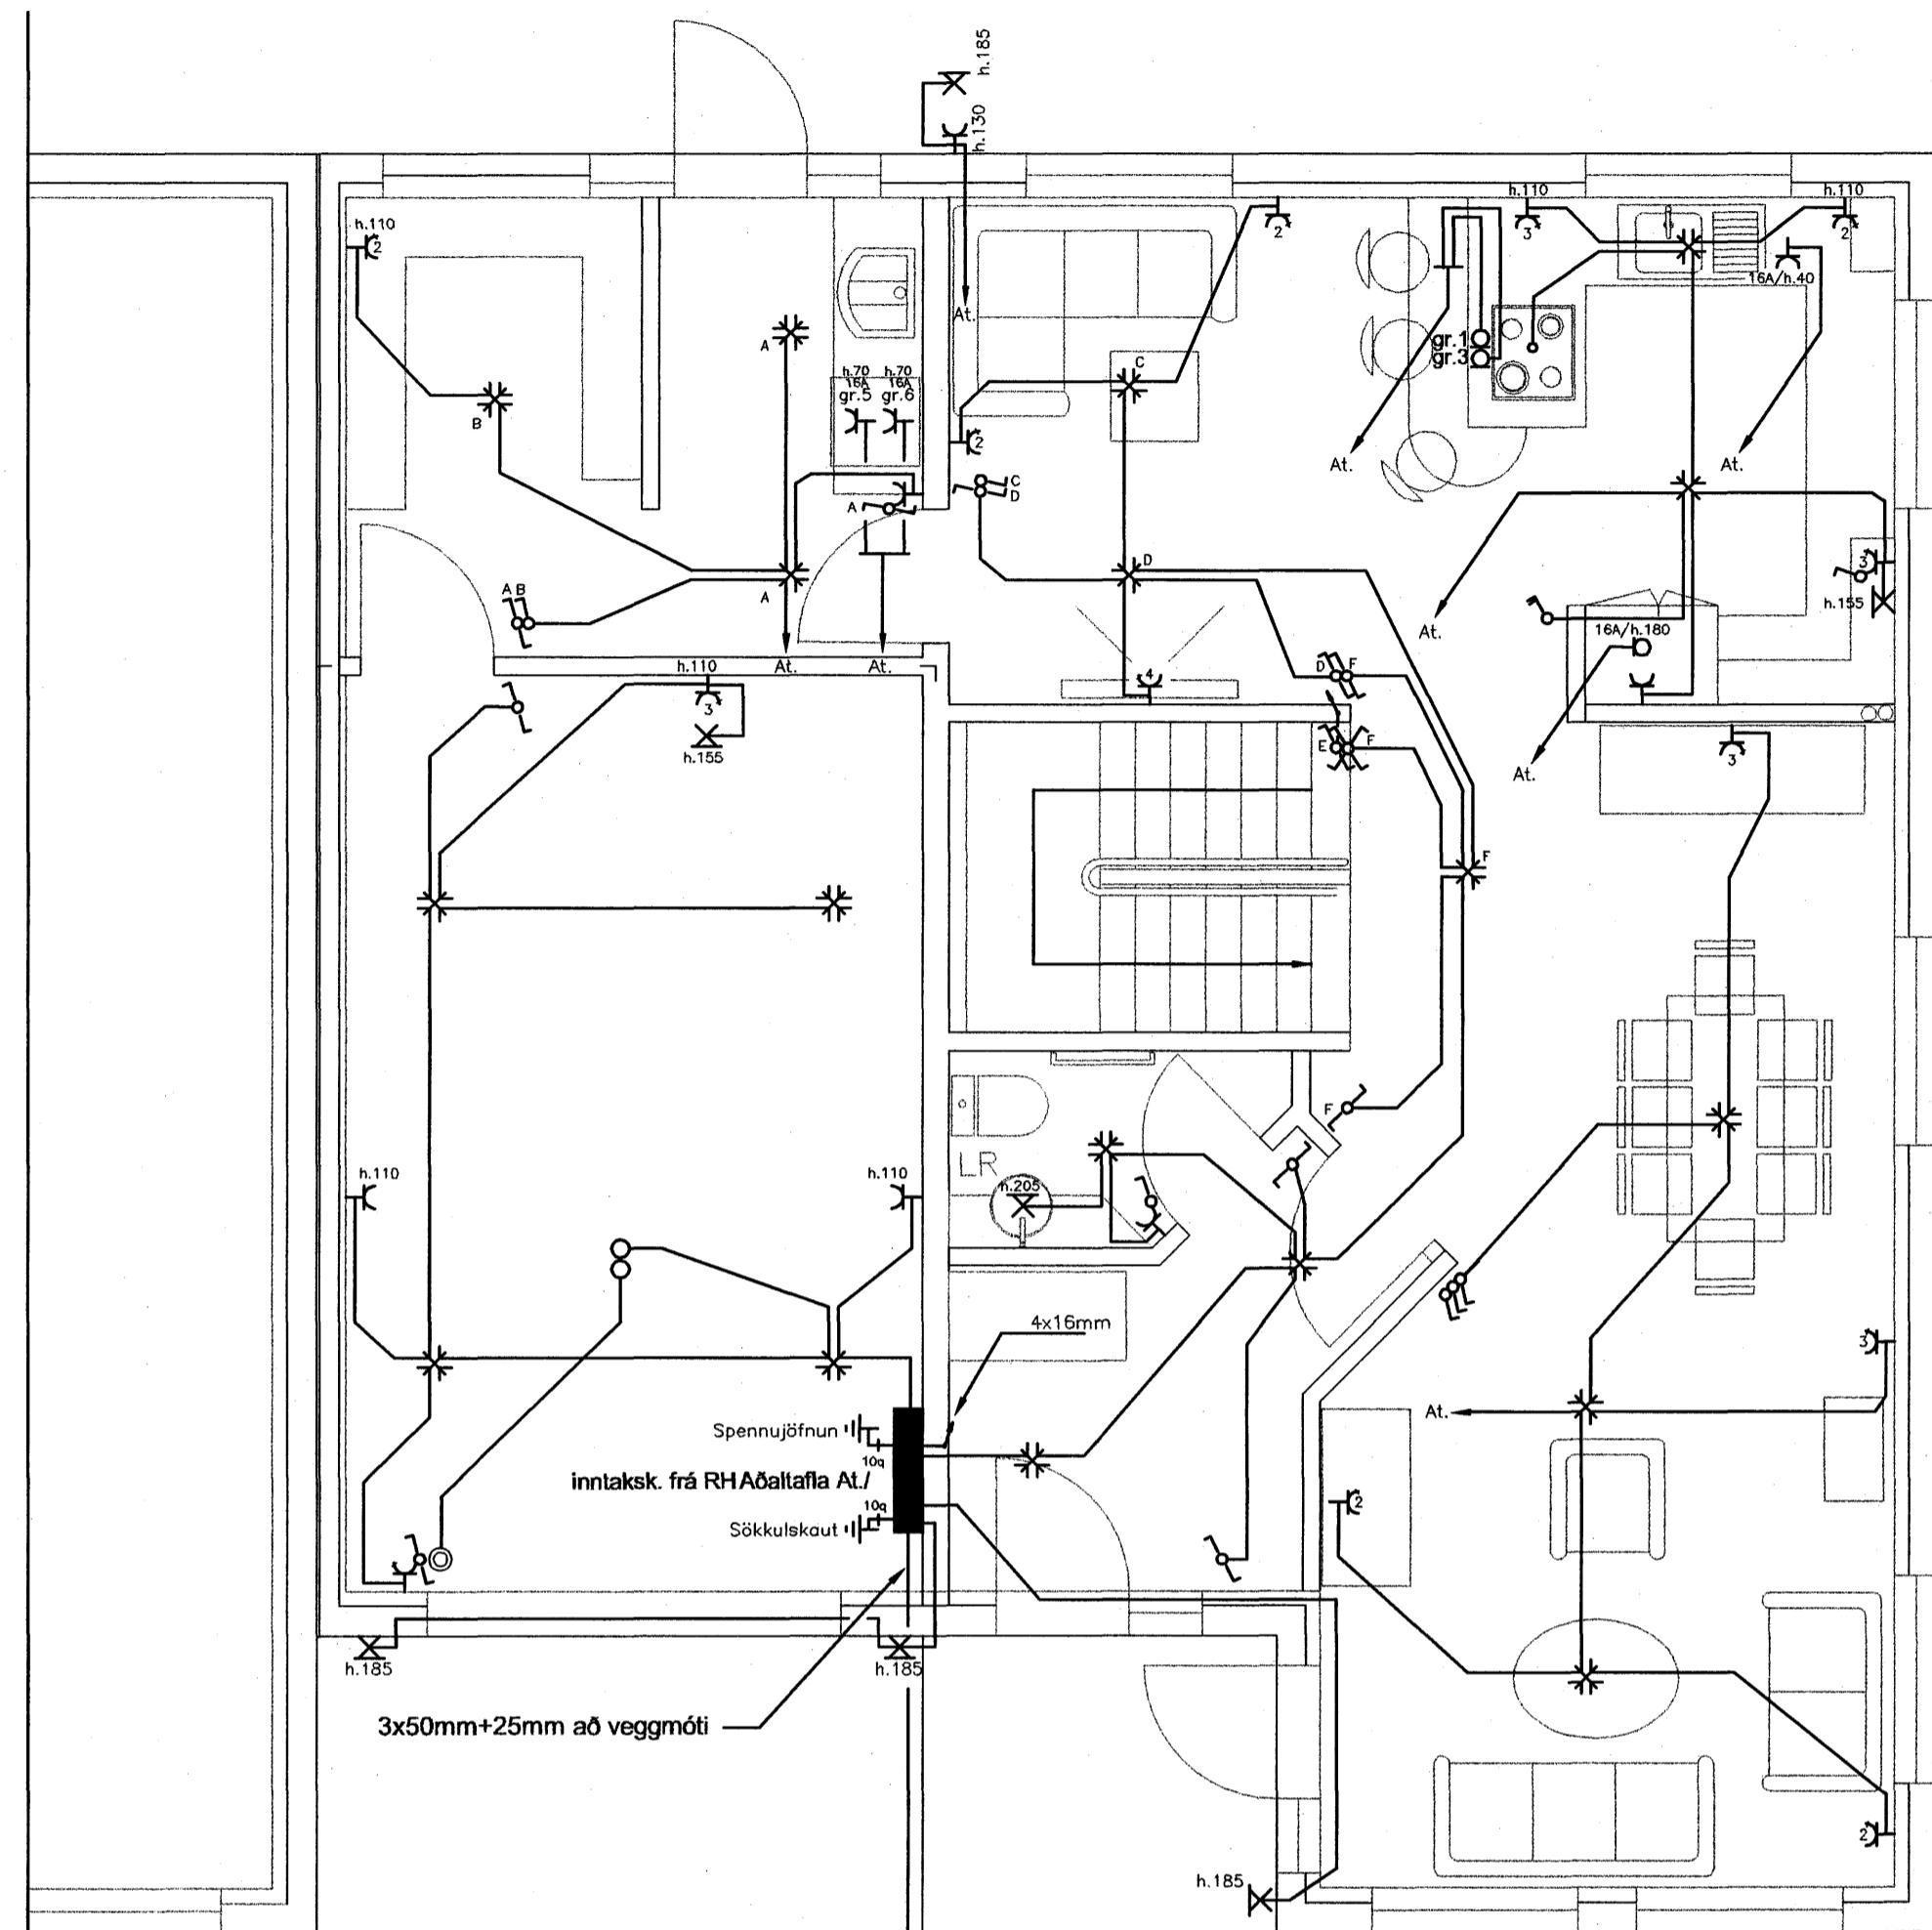 h.185
h.130
h.110
h.110
h.110
2
2
3
2
16A/h.40
At.
A
C
gr.1
gr.3
h.70 h.70
16A 16A
gr.5 gr.6
B
2
At.
At.
C
D
A
D
3
A
A B
h.155
At.
16A/h.180
h.110
At.
At.
D F
4
3
E F
h.155
3
At.
F
F
LR
h.110
h.110
h.205
4x16mm
3
At.
Spennujöfnun
10q
inntaksk. frá RH Aðaltafla At./
10q
Sökkulskaut
2
h.185
h.185
3x50mm+25mm að veggmóti
2
h.185